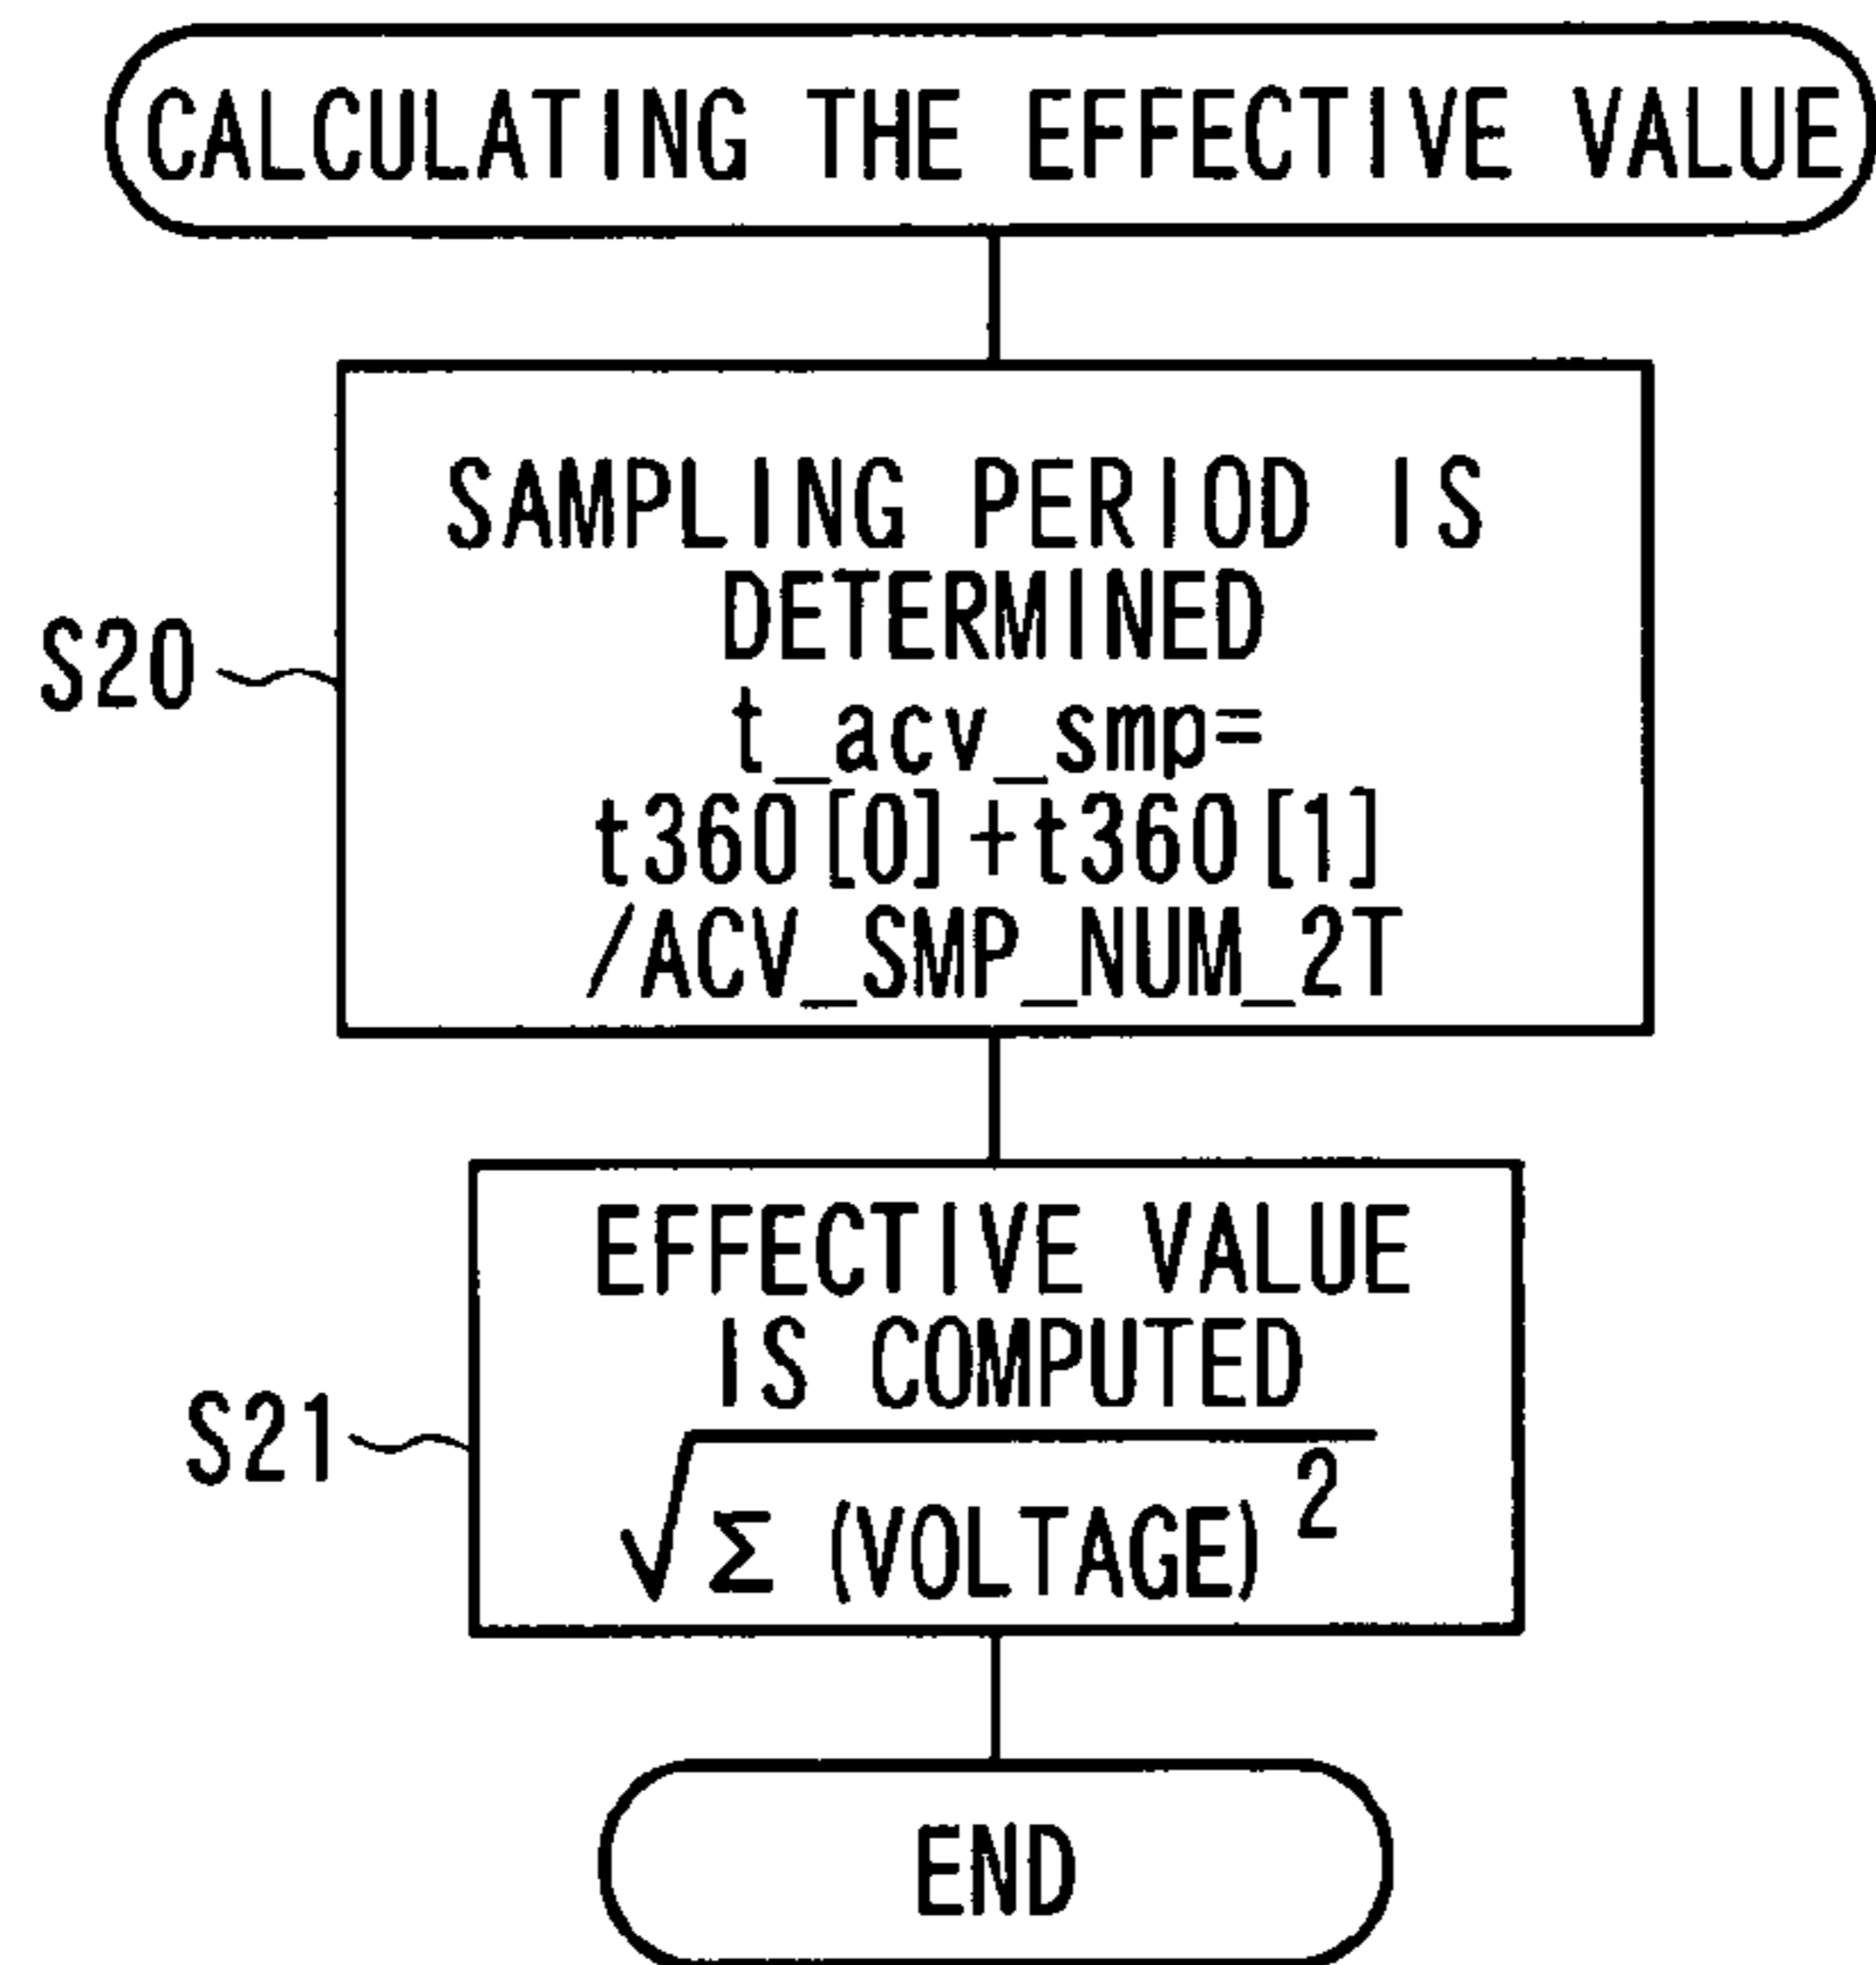 CALCULATING THE EFFECTIVE VALUE
SAMPLING PERIOD IS
DETERMINED
t_acv_smp=
t360[0]+t360[1]
/ACV_SMP_NUM_2T
S20
EFFECTIVE VALUE
IS COMPUTED
√Σ (VOLTAGE)²
S21
END